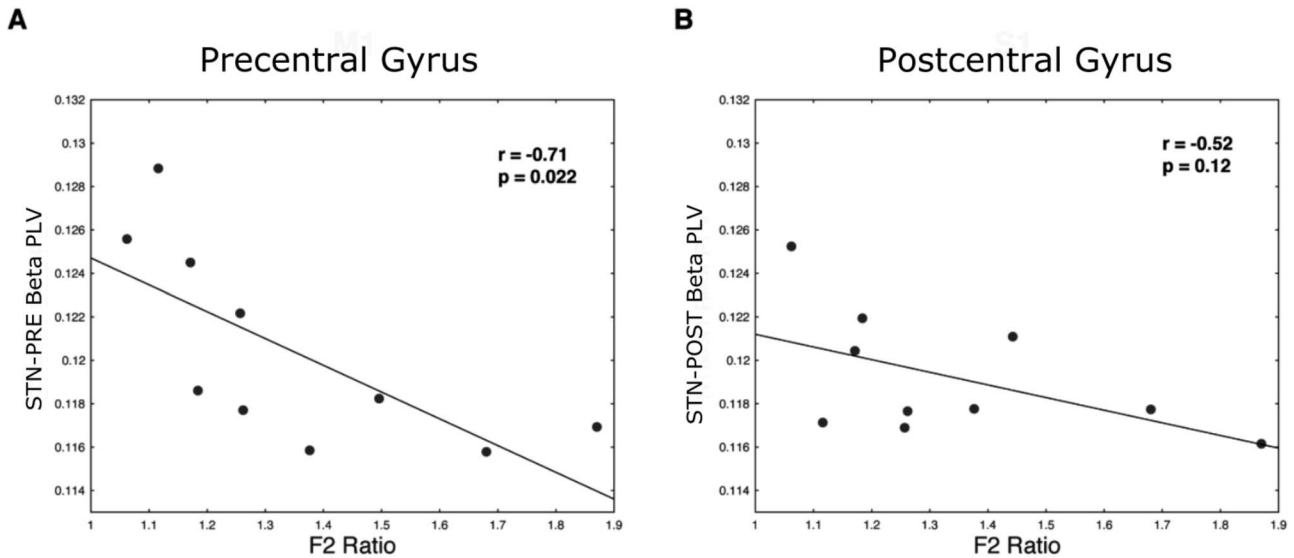 A
M1
Precentral Gyrus
STN-PRE Beta PLV
0.132
0.13
0.128
0.126
0.124
0.122
0.12
0.118
0.116
0.114
r = -0.71
p = 0.022
1 1.1 1.2 1.3 1.4 1.5 1.6 1.7 1.8 1.9
F2 Ratio
B
S1
Postcentral Gyrus
STN-POST Beta PLV
0.132
0.13
0.128
0.126
0.124
0.122
0.12
0.118
0.116
0.114
r = -0.52
p = 0.12
1 1.1 1.2 1.3 1.4 1.5 1.6 1.7 1.8 1.9
F2 Ratio